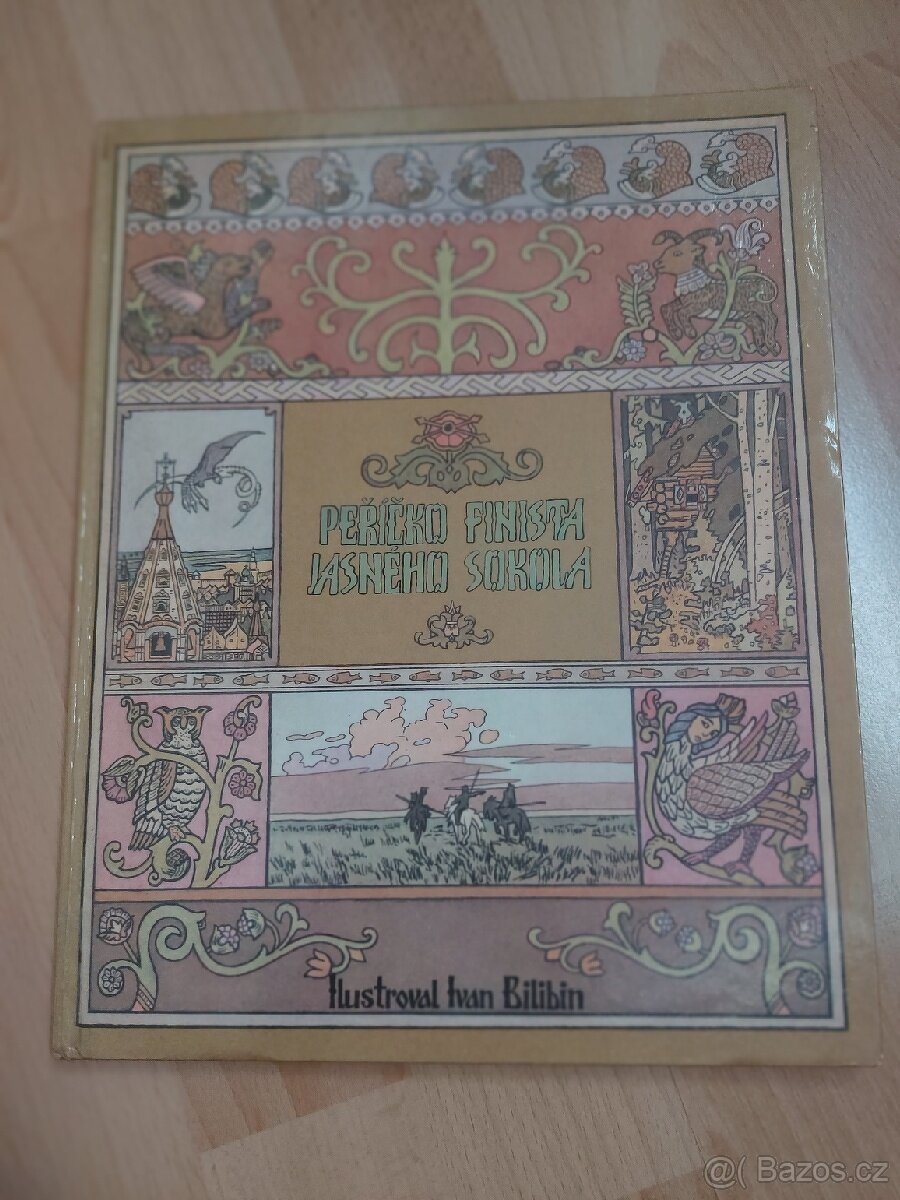 PEŘÍČKO FINISTA
JASNÉHO SOKOLA
Ilustroval Ivan Bilibin
@( Bazos.cz